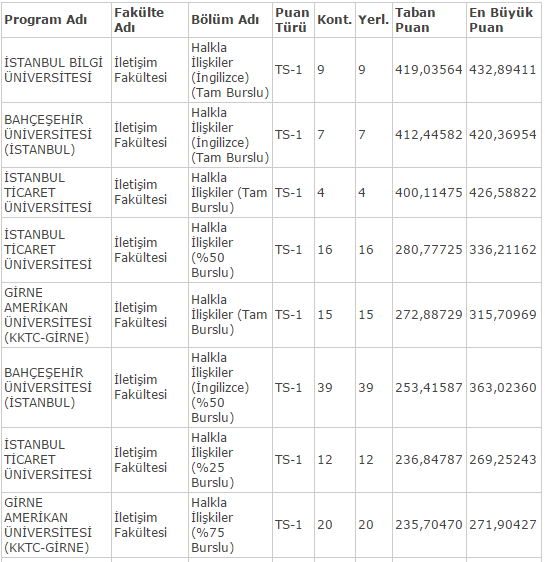 Program Adı Fakülte Adı Bölüm Adı Puan Türü Kont. Yerl. Taban Puan En Büyük Puan
İSTANBUL BİLGİ ÜNİVERSİTESİ İletişim Fakültesi Halkla İlişkiler (İngilizce) (Tam Burslu) TS-1 9 9 419,03564 432,89411
BAHÇEŞEHİR ÜNİVERSİTESİ (İSTANBUL) İletişim Fakültesi Halkla İlişkiler (İngilizce) (Tam Burslu) TS-1 7 7 412,44582 420,36954
İSTANBUL TİCARET ÜNİVERSİTESİ İletişim Fakültesi Halkla İlişkiler (Tam Burslu) TS-1 4 4 400,11475 426,58822
İSTANBUL TİCARET ÜNİVERSİTESİ İletişim Fakültesi Halkla İlişkiler (%50 Burslu) TS-1 16 16 280,77725 336,21162
GİRNE AMERİKAN ÜNİVERSİTESİ (KKTC-GİRNE) İletişim Fakültesi Halkla İlişkiler (Tam Burslu) TS-1 15 15 272,88729 315,70969
BAHÇEŞEHİR ÜNİVERSİTESİ (İSTANBUL) İletişim Fakültesi Halkla İlişkiler (İngilizce) (%50 Burslu) TS-1 39 39 253,41587 363,02360
İSTANBUL TİCARET ÜNİVERSİTESİ İletişim Fakültesi Halkla İlişkiler (%25 Burslu) TS-1 12 12 236,84787 269,25243
GİRNE AMERİKAN ÜNİVERSİTESİ (KKTC-GİRNE) İletişim Fakültesi Halkla İlişkiler (%75 Burslu) TS-1 20 20 235,70470 271,90427